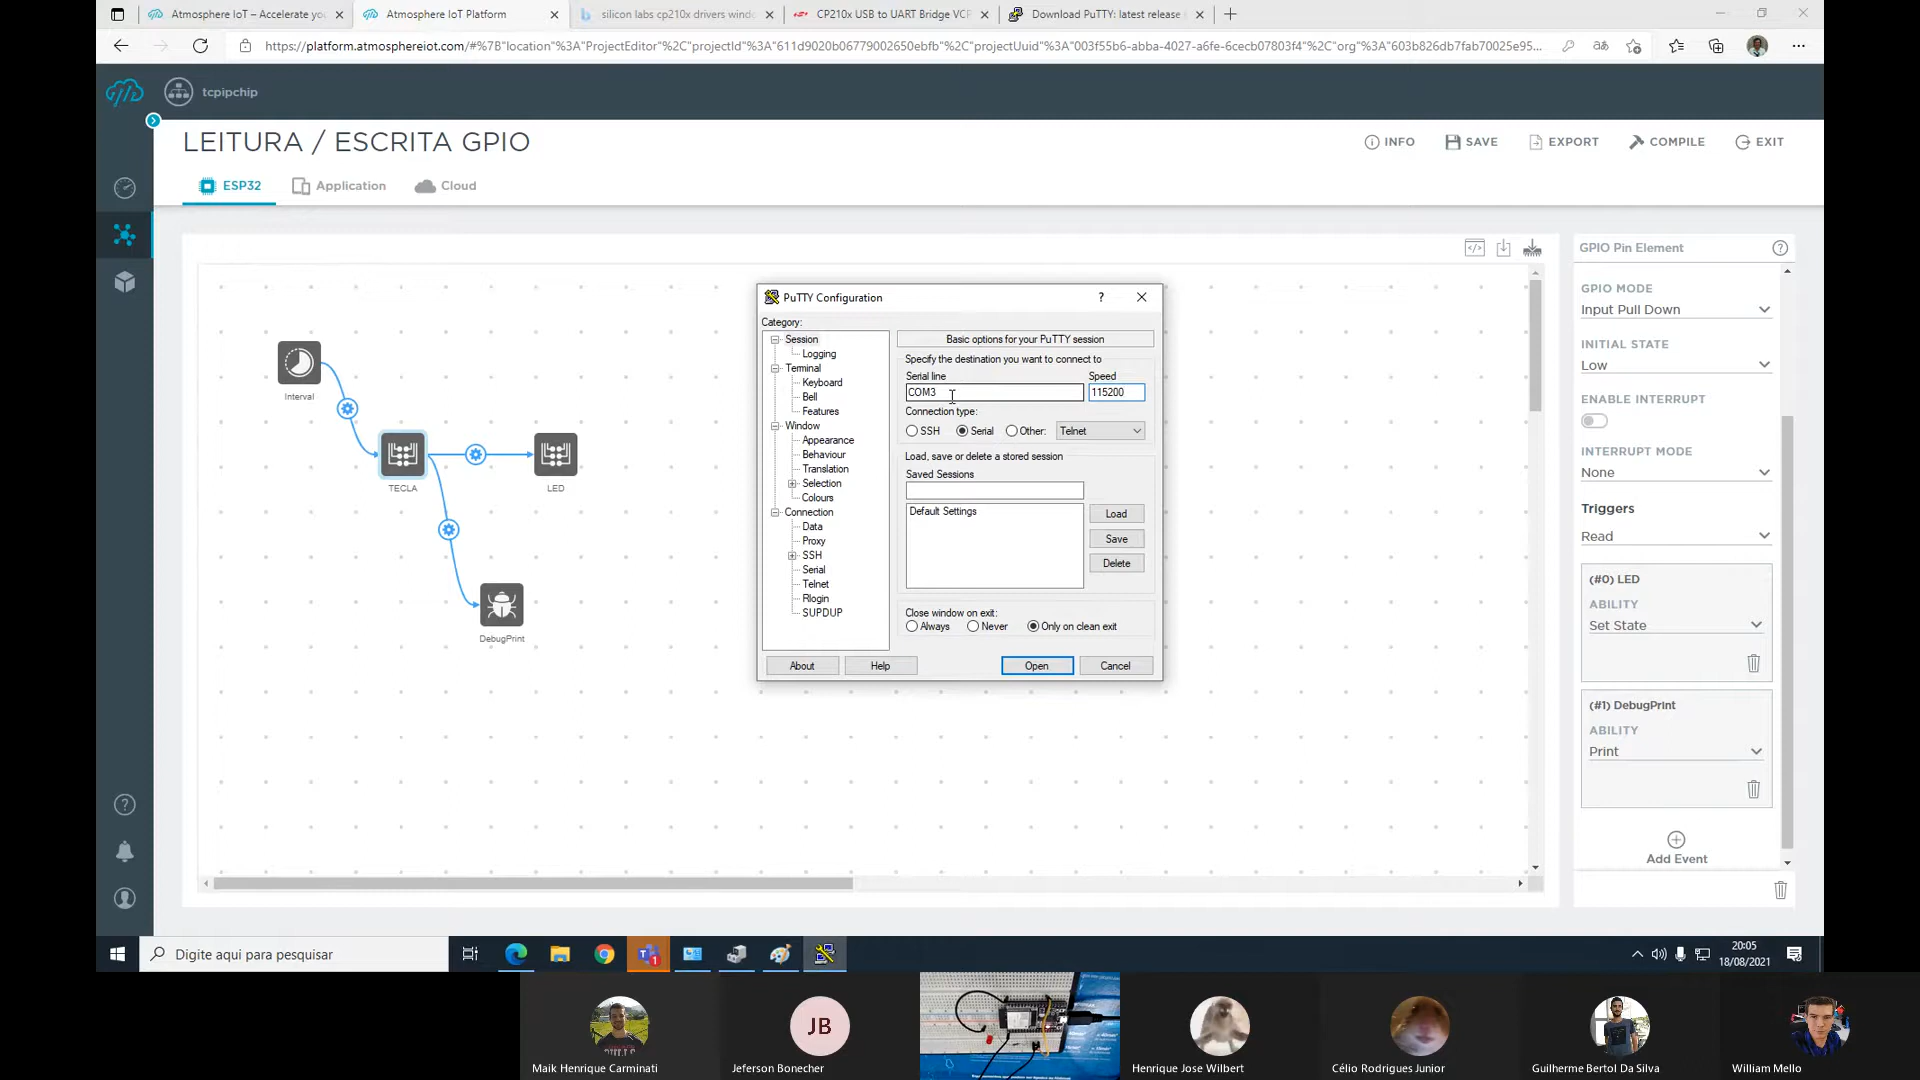 Atmosphere IoT – Accelerate yo
Atmosphere IoT Platform
silicon labs cp210x drivers wind
CP210x USB to UART Bridge VCP
Download PuTTY: latest release
https://platform.atmosphereiot.com/#%7B"location"%3A"ProjectEditor"%2C"projectId"%3A"611d9020b06779002650ebfb"%2C"projectUuid"%3A"003f55b6-abba-4027-a6fe-6cecb07803f4"%2C"org"%3A"603b826db7fab70025e95...
tcpipchip
LEITURA / ESCRITA GPIO
INFO
SAVE
EXPORT
COMPILE
EXIT
ESP32
Application
Cloud
Interval
TECLA
LED
DebugPrint
PuTTY Configuration
?
Category:
Session
Logging
Terminal
Keyboard
Bell
Features
Window
Appearance
Behaviour
Translation
Selection
Colours
Connection
Data
Proxy
SSH
Serial
Telnet
Rlogin
SUPDUP
Basic options for your PuTTY session
Specify the destination you want to connect to
Serial line
Speed
COM3
115200
Connection type:
SSH
Serial
Other:
Telnet
Load, save or delete a stored session
Saved Sessions
Default Settings
Load
Save
Delete
Close window on exit:
Always
Never
Only on clean exit
About
Help
Open
Cancel
GPIO Pin Element
?
GPIO MODE
Input Pull Down
INITIAL STATE
Low
ENABLE INTERRUPT
INTERRUPT MODE
None
Triggers
Read
(#0) LED
ABILITY
Set State
(#1) DebugPrint
ABILITY
Print
Add Event
Digite aqui para pesquisar
1
20:05
18/08/2021
JB
Maik Henrique Carminati
Jeferson Bonecher
Henrique Jose Wilbert
Célio Rodrigues Junior
Guilherme Bertol Da Silva
William Mello